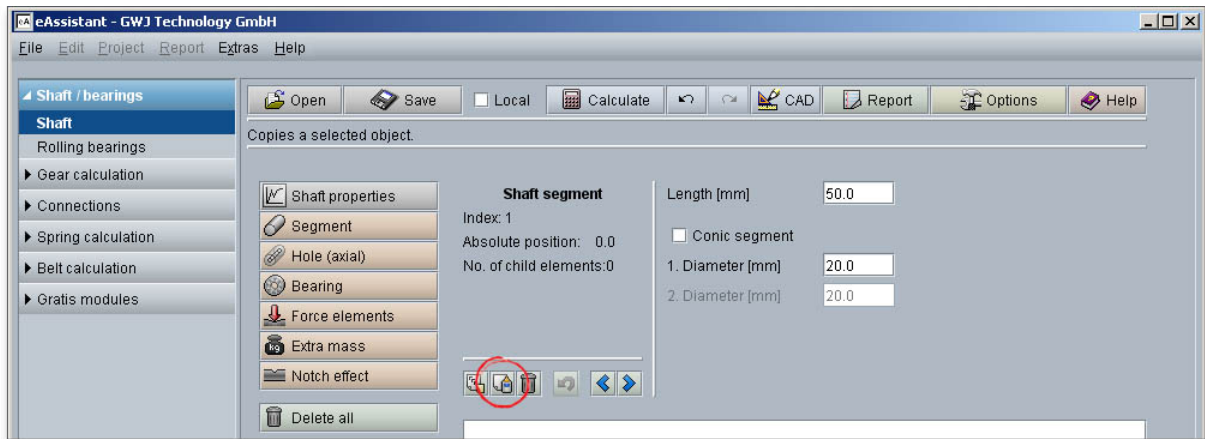 eA eAssistant - GWJ Technology GmbH
File Edit Project Report Extras Help
Shaft / bearings
Shaft
Rolling bearings
Gear calculation
Connections
Spring calculation
Belt calculation
Gratis modules
Open Save Local Calculate CAD Report Options Help
Copies a selected object.
Shaft properties
Segment
Hole (axial)
Bearing
Force elements
kg Extra mass
Notch effect
Delete all
Shaft segment
Index: 1
Absolute position: 0.0
No. of child elements:0
Length [mm] 50.0
Conic segment
1. Diameter [mm] 20.0
2. Diameter [mm] 20.0